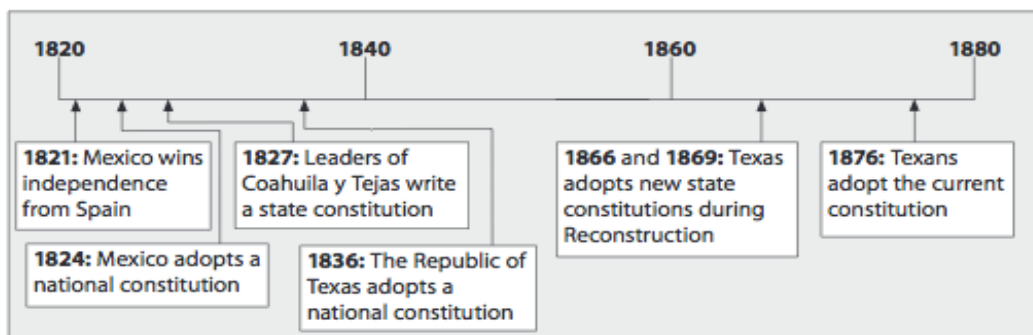 1820
1840
1860
1880
1821: Mexico wins
independence
from Spain
1824: Mexico adopts a
national constitution
1827: Leaders of
Coahuila y Tejas write
a state constitution
1836: The Republic of
Texas adopts a
national constitution
1866 and 1869: Texas
adopts new state
constitutions during
Reconstruction
1876: Texans
adopt the current
constitution